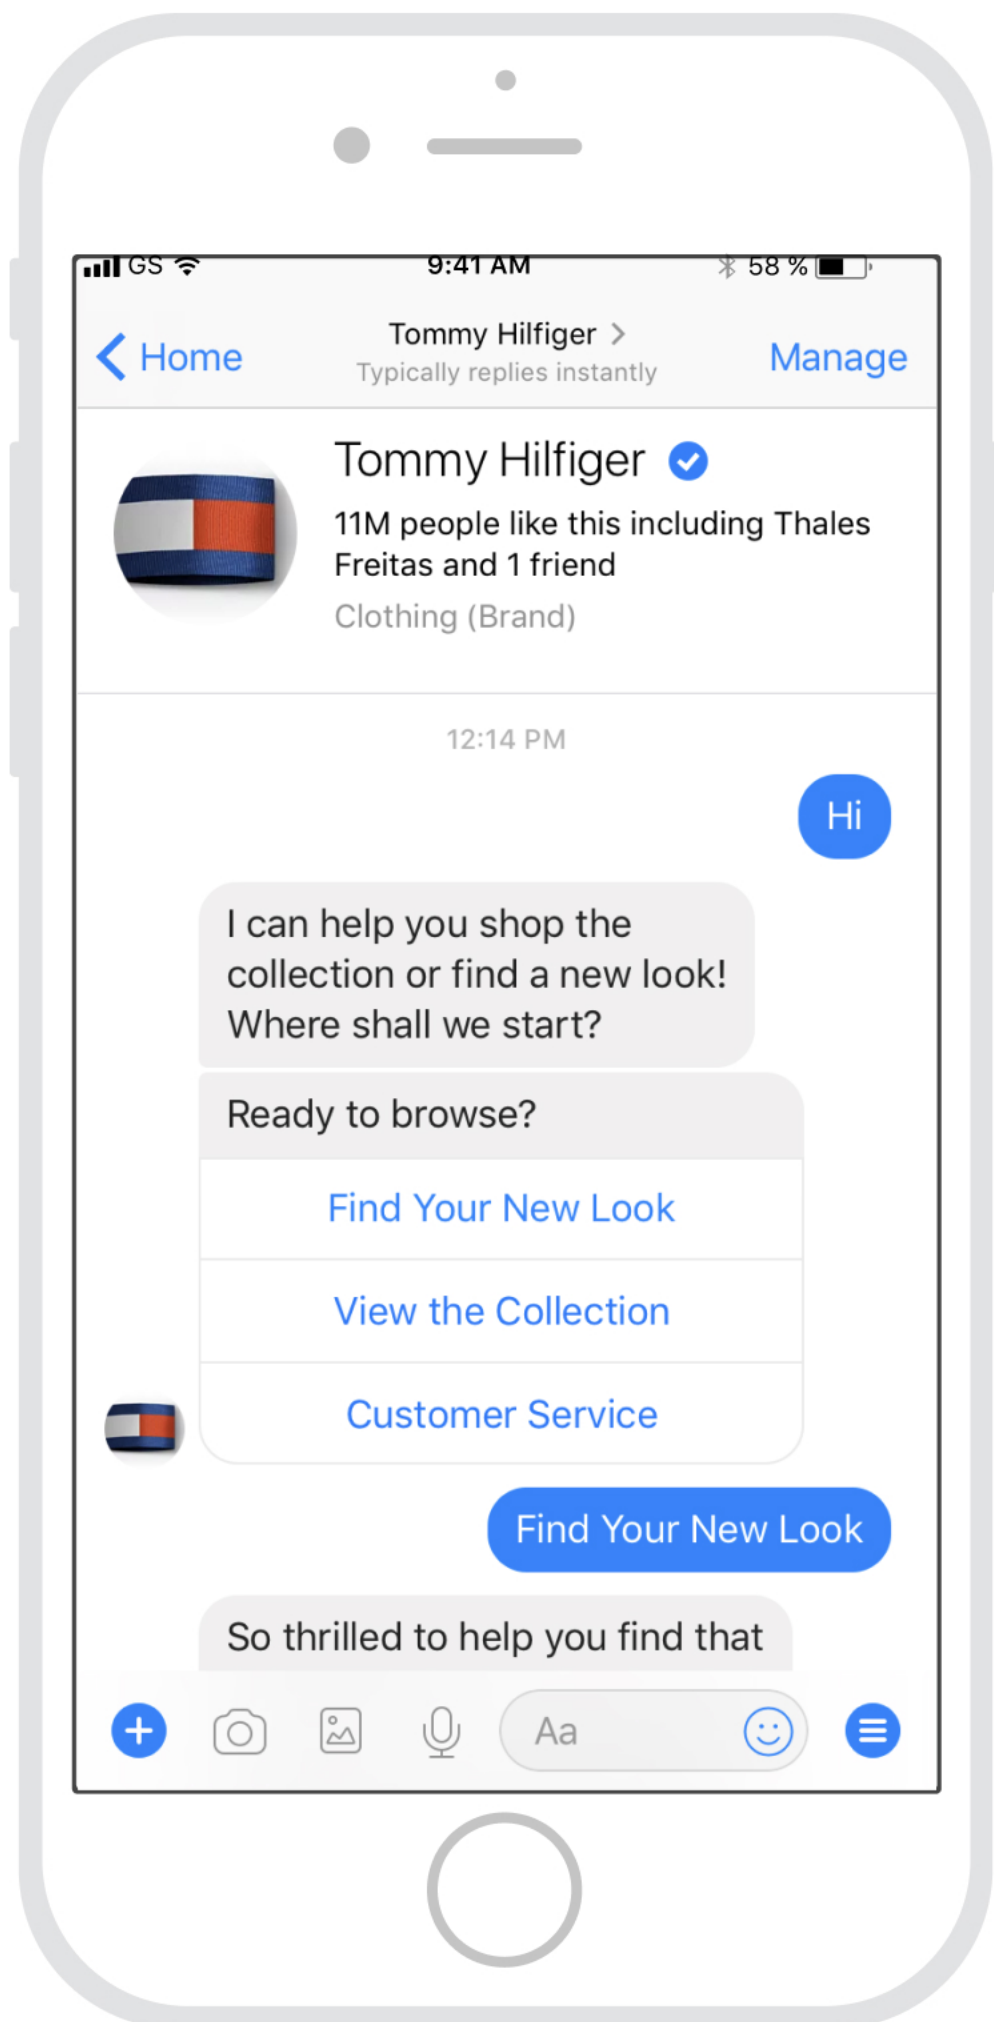 GS 9:41 AM 58 %
Home Tommy Hilfiger Manage
Typically replies instantly
Tommy Hilfiger
11M people like this including Thales
Freitas and 1 friend
Clothing (Brand)
12:14 PM
Hi
I can help you shop the
collection or find a new look!
Where shall we start?
Ready to browse?
Find Your New Look
View the Collection
Customer Service
Find Your New Look
So thrilled to help you find that
Aa